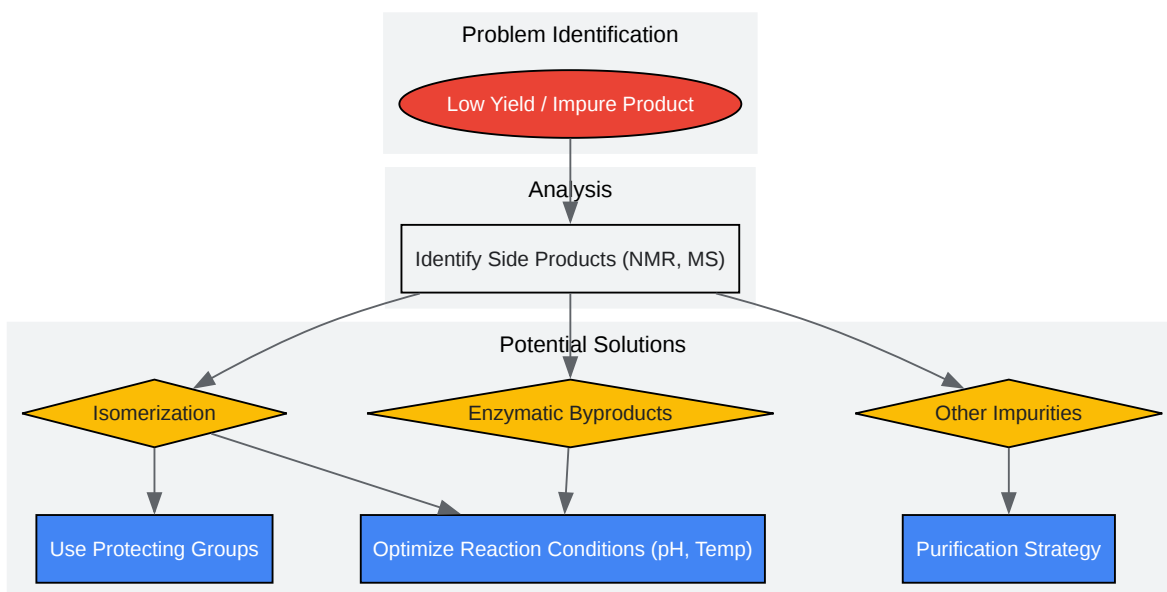 Problem Identification
Low Yield / Impure Product
Analysis
Identify Side Products (NMR, MS)
Potential Solutions
Isomerization
Enzymatic Byproducts
Other Impurities
Use Protecting Groups
Optimize Reaction Conditions (pH, Temp)
Purification Strategy